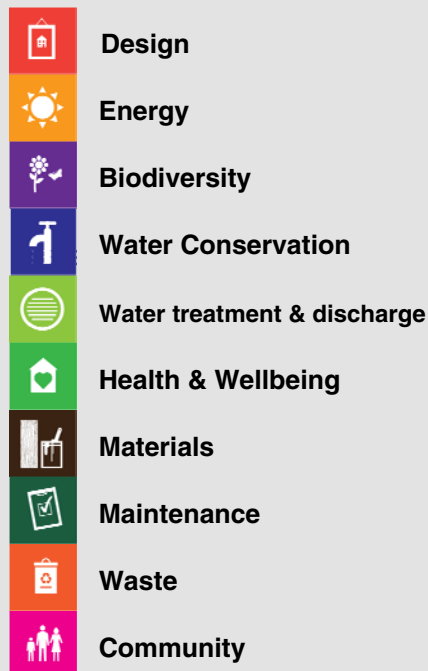 Design
Energy
Biodiversity
Water Conservation
Water treatment & discharge
Health & Wellbeing
Materials
Maintenance
Waste
Community